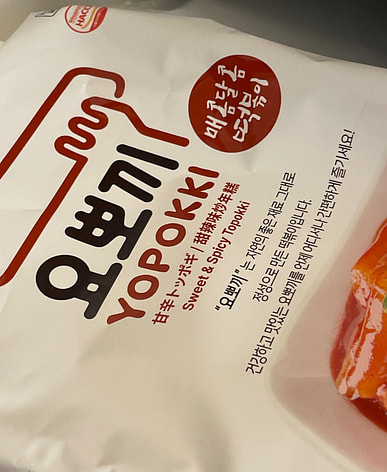 HACCP
매콤달콤
떡볶이
요뽀끼
YOPOKKI
甘辛トッポギ | 甜辣味炒年糕
Sweet & Spicy Topokki
“요뽀끼”는 자연의 좋은 재료 그대로
정성으로 만든 떡볶이입니다.
건강하고 맛있는 요뽀끼를 언제 어디서나 간편하게 즐기세요!